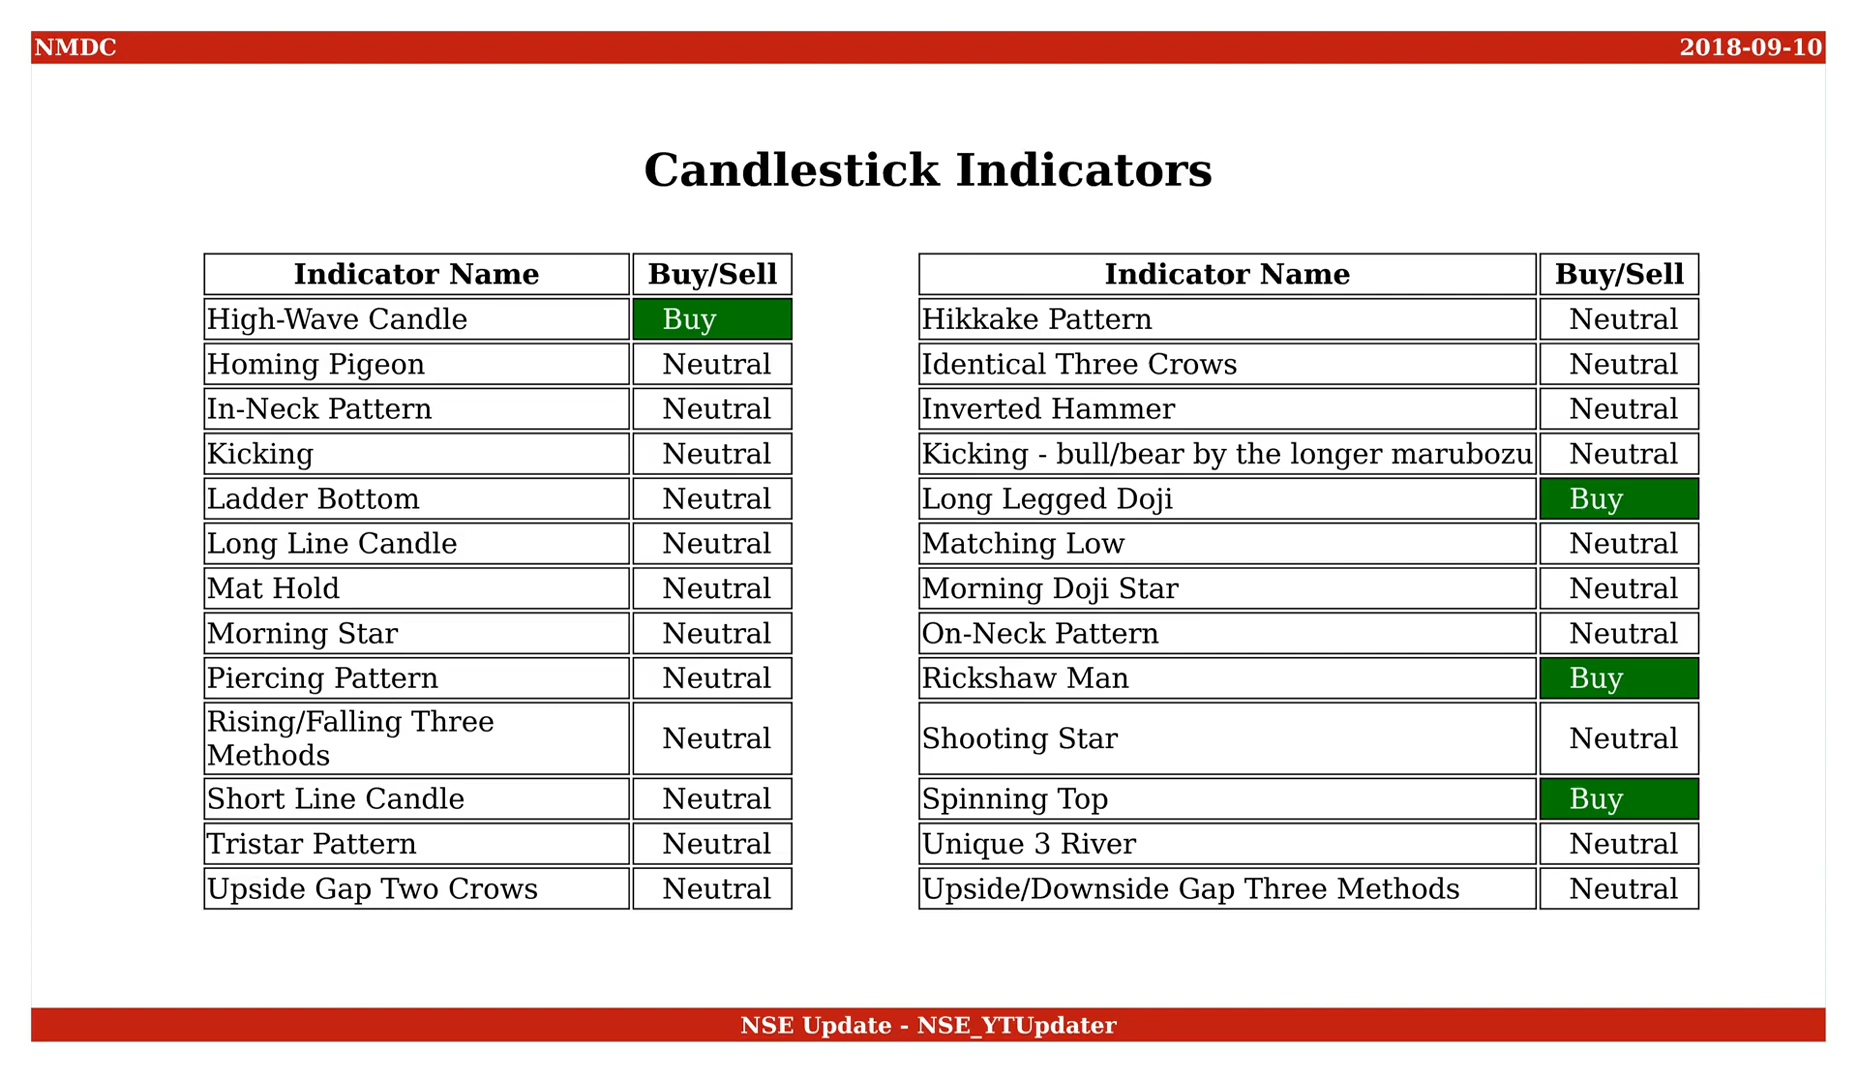 NMDC 2018-09-10
Candlestick Indicators
Indicator Name Buy/Sell
High-Wave Candle Buy
Homing Pigeon Neutral
In-Neck Pattern Neutral
Kicking Neutral
Ladder Bottom Neutral
Long Line Candle Neutral
Mat Hold Neutral
Morning Star Neutral
Piercing Pattern Neutral
Rising/Falling Three
Methods Neutral
Short Line Candle Neutral
Tristar Pattern Neutral
Upside Gap Two Crows Neutral
Indicator Name Buy/Sell
Hikkake Pattern Neutral
Identical Three Crows Neutral
Inverted Hammer Neutral
Kicking - bull/bear by the longer marubozu Neutral
Long Legged Doji Buy
Matching Low Neutral
Morning Doji Star Neutral
On-Neck Pattern Neutral
Rickshaw Man Buy
Shooting Star Neutral
Spinning Top Buy
Unique 3 River Neutral
Upside/Downside Gap Three Methods Neutral
NSE Update - NSE_YTUpdater